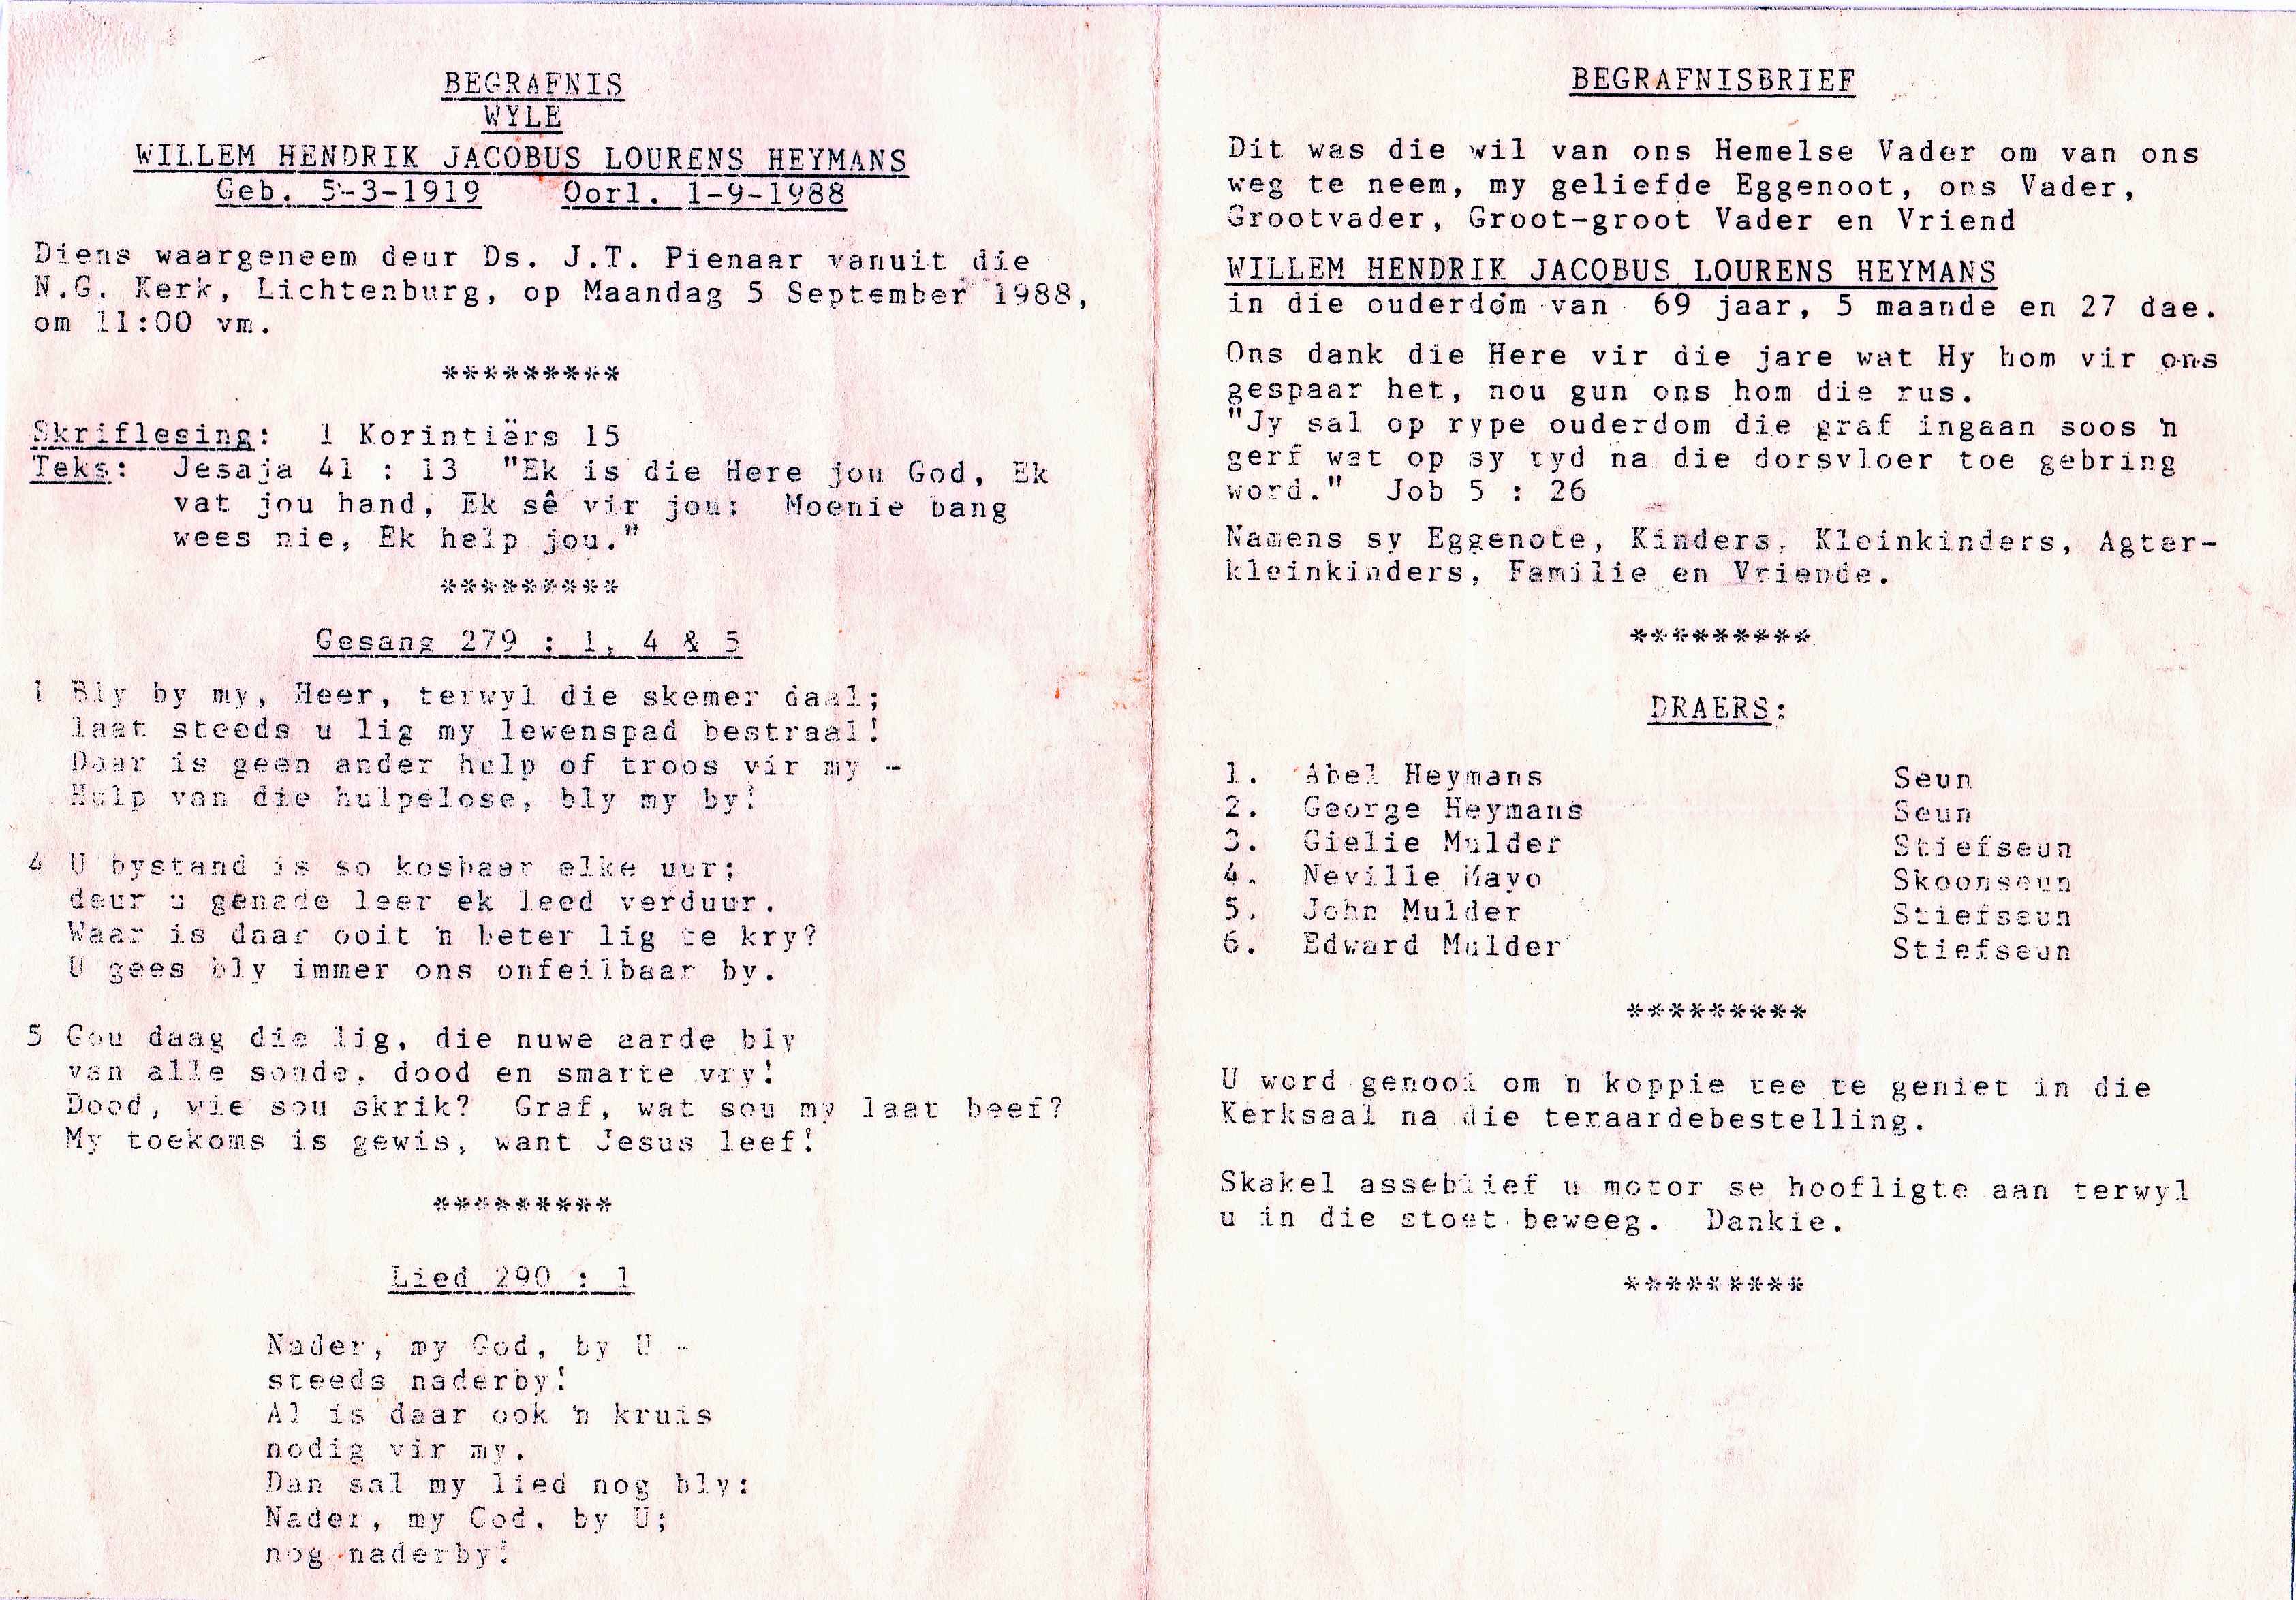 BEGRAFNIS
WYLE
WILLEM HENDRIK JACOBUS LOURENS HEYMANS
Geb. 5-3-1919 Oorl. 1-9-1988
Diens waargeneem deur Ds. J.T. Pienaar vanuit die
N.G. Kerk, Lichtenburg, op Maandag 5 September 1988,
om 11:00 vm.
*********
Skriflesing: 1 Korintiërs 15
Teks: Jesaja 41 : 13 "Ek is die Here jou God, Ek
vat jou hand, Ek sê vir jou: Moenie bang
wees nie, Ek help jou."
*********
Gesang 279 : 1, 4 & 5
1 Bly by my, Heer, terwyl die skemer daal;
laat steeds u lig my lewenspad bestraal!
Daar is geen ander hulp of troos vir my -
Hulp van die hulpelose, bly my by!
4 U bystand is so kosbaar elke uur;
deur u genade leer ek leed verduur.
Waar is daar ooit 'n beter lig te kry?
U gees bly immer ons onfeilbaar by.
5 Gou daag die lig, die nuwe aarde bly
van alle sonde, dood en smarte vry!
Dood, wie sou skrik? Graf, wat sou my laat beef?
My toekoms is gewis, want Jesus leef!
*********
Lied 290 : 1
Nader, my God, by U -
steeds naderby!
Al is daar ook 'n kruis
nodig vir my.
Dan sal my lied nog bly:
Nader, my God, by U;
nog naderby!
BEGRAFNISBRIEF
Dit was die wil van ons Hemelse Vader om van ons
weg te neem, my geliefde Eggenoot, ons Vader,
Grootvader, Groot-groot Vader en Vriend
WILLEM HENDRIK JACOBUS LOURENS HEYMANS
in die ouderdom van 69 jaar, 5 maande en 27 dae.
Ons dank die Here vir die jare wat Hy hom vir ons
gespaar het, nou gun ons hom die rus.
"Jy sal op rype ouderdom die graf ingaan soos 'n
gerf wat op sy tyd na die dorsvloer toe gebring
word." Job 5 : 26
Namens sy Eggenote, Kinders, Kleinkinders, Agter-
kleinkinders, Familie en Vriende.
*********
DRAERS:
1. Abel Heymans Seun
2. George Heymans Seun
3. Gielie Mulder Stiefseun
4. Neville Mayo Skoonseun
5. John Mulder Stiefseun
6. Edward Mulder Stiefseun
*********
U word genooi om 'n koppie tee te geniet in die
Kerksaal na die teraardebestelling.
Skakel asseblief u motor se hoofligte aan terwyl
u in die stoet beweeg. Dankie.
*********